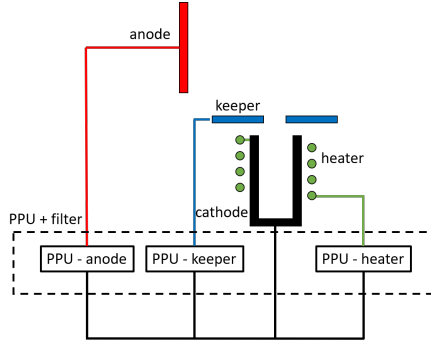 anode
keeper
heater
cathode
PPU + filter
PPU - anode
PPU - keeper
PPU - heater